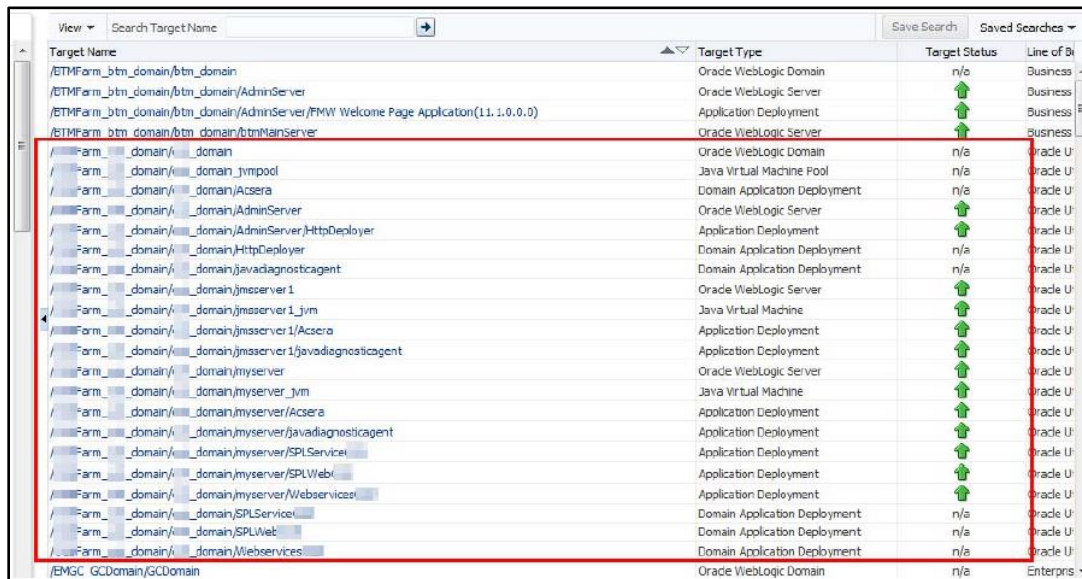 View Search Target Name Save Search Saved Searches
Target Name Target Type Target Status Line of Bu
/BTMFarm_btm_domain/btm_domain Oracle WebLogic Domain n/a Business
/BTMFarm_btm_domain/btm_domain/AdminServer Oracle WebLogic Server Business
/BTMFarm_btm_domain/btm_domain/AdminServer/FMW Welcome Page Application(11.1.0.0.0) Application Deployment Business
/BTMFarm_btm_domain/btm_domain/btmMainServer Oracle WebLogic Server Business
/ Farm_ _domain/ _domain Oracle WebLogic Domain n/a Oracle U
/ Farm_ _domain/ _domain_jvmpool Java Virtual Machine Pool n/a Oracle U
/ Farm_ _domain/ _domain/Acsera Domain Application Deployment n/a Oracle U
/ Farm_ _domain/ _domain/AdminServer Oracle WebLogic Server Oracle U
/ Farm_ _domain/ _domain/AdminServer/HttpDeployer Application Deployment Oracle U
/ Farm_ _domain/ _domain/HttpDeployer Domain Application Deployment n/a Oracle U
/ Farm_ _domain/ _domain/javadiagnosticagent Domain Application Deployment n/a Oracle U
/ Farm_ _domain/ _domain/jmsserver1 Oracle WebLogic Server Oracle U
/ Farm_ _domain/ _domain/jmsserver1_jvm Java Virtual Machine Oracle U
/ Farm_ _domain/ _domain/jmsserver1/Acsera Application Deployment Oracle U
/ Farm_ _domain/ _domain/jmsserver1/javadiagnosticagent Application Deployment Oracle U
/ Farm_ _domain/ _domain/myserver Oracle WebLogic Server Oracle U
/ Farm_ _domain/ _domain/myserver_jvm Java Virtual Machine Oracle U
/ Farm_ _domain/ _domain/myserver/Acsera Application Deployment Oracle U
/ Farm_ _domain/ _domain/myserver/javadiagnosticagent Application Deployment Oracle U
/ Farm_ _domain/ _domain/myserver/SPLService Application Deployment Oracle U
/ Farm_ _domain/ _domain/myserver/SPLWeb Application Deployment Oracle U
/ Farm_ _domain/ _domain/myserver/Webservices Application Deployment Oracle U
/ Farm_ _domain/ _domain/SPLService Domain Application Deployment n/a Oracle U
/ Farm_ _domain/ _domain/SPLWeb Domain Application Deployment n/a Oracle U
/ Farm_ _domain/ _domain/Webservices Domain Application Deployment n/a Oracle U
/EMGC_GCDomain/GCDomain Oracle WebLogic Domain n/a Enterpris